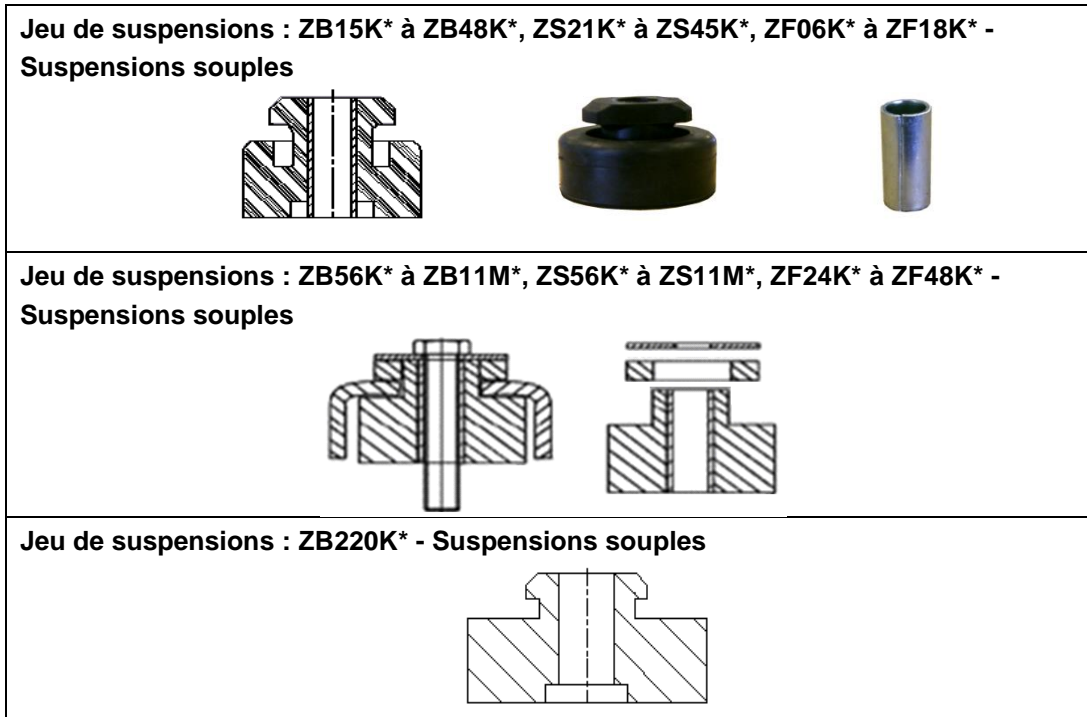 Jeu de suspensions : ZB15K* à ZB48K*, ZS21K* à ZS45K*, ZF06K* à ZF18K* -
Suspensions souples
Jeu de suspensions : ZB56K* à ZB11M*, ZS56K* à ZS11M*, ZF24K* à ZF48K* -
Suspensions souples
Jeu de suspensions : ZB220K* - Suspensions souples